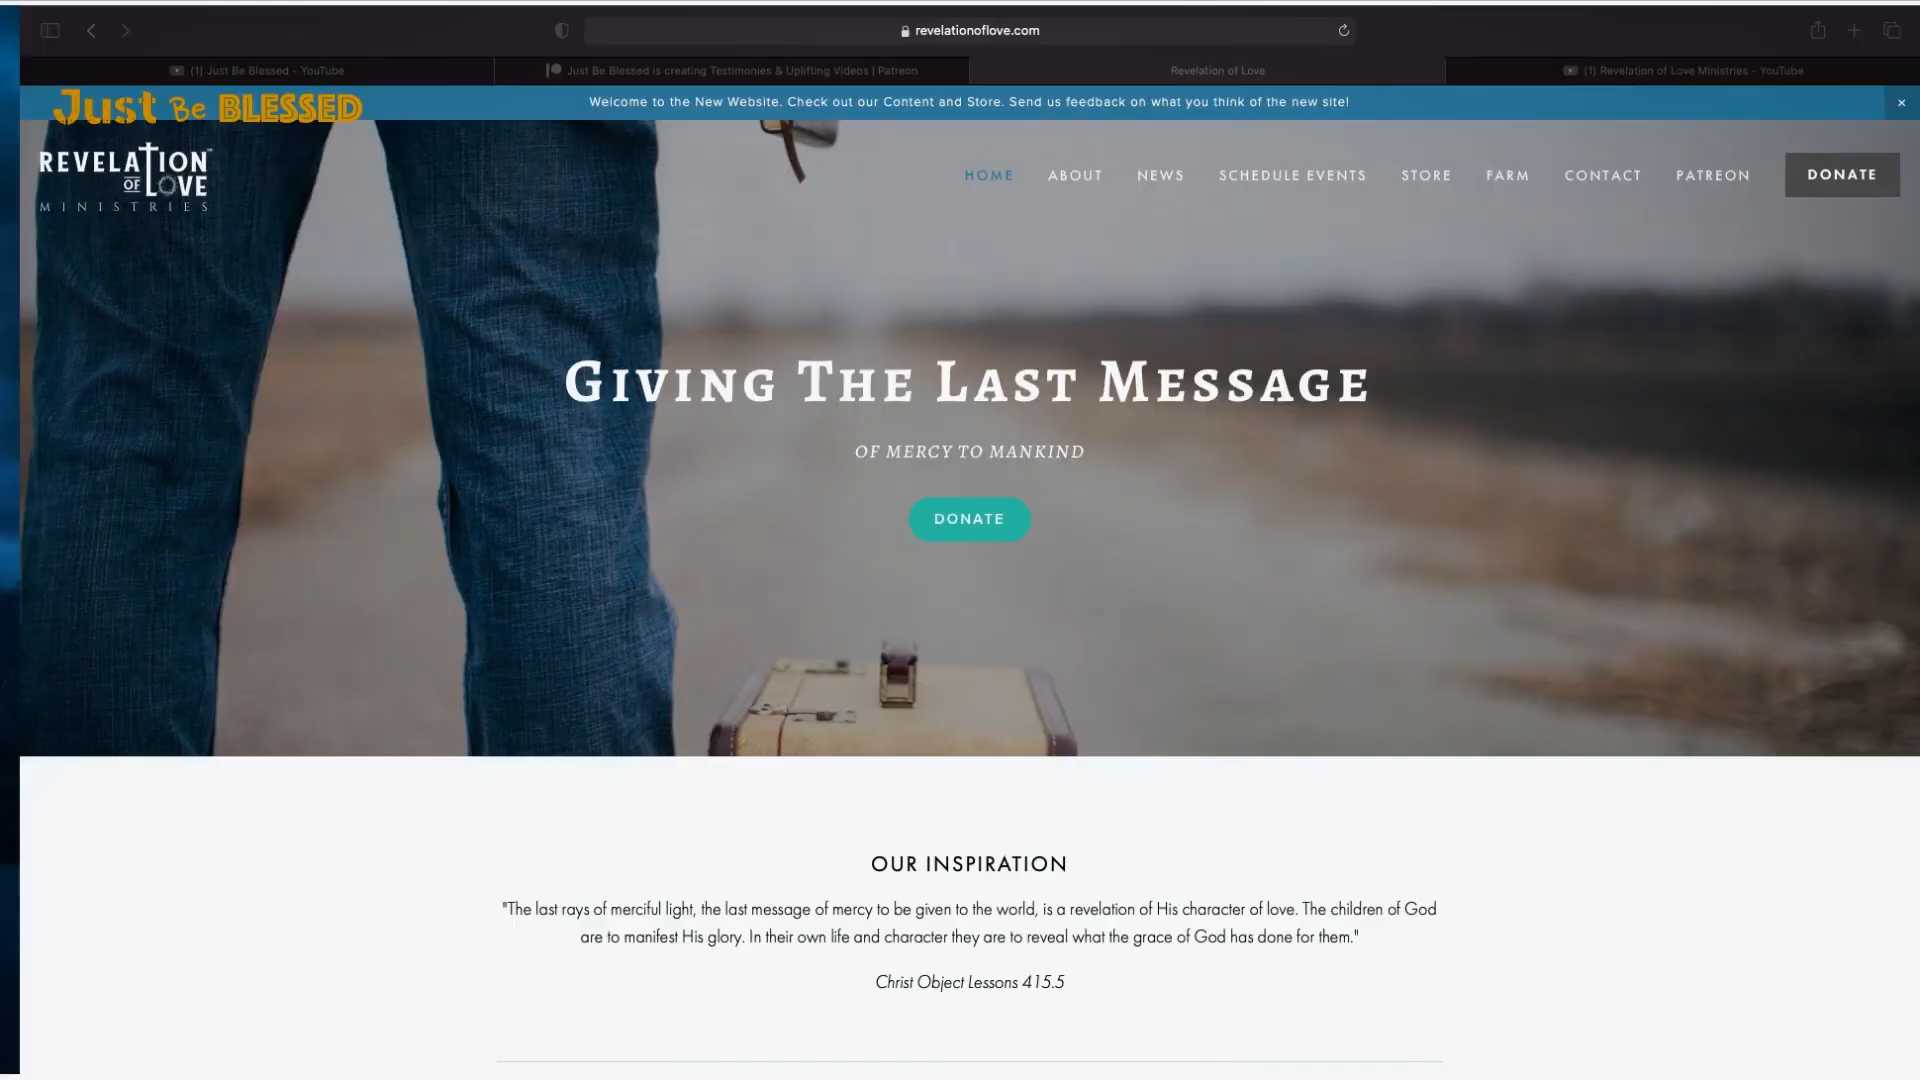 revelationoflove.com
(1) Just Be Blessed - YouTube
Just Be Blessed is creating Testimonies & Uplifting Videos | Patreon
Revelation of Love
(1) Revelation of Love Ministries - YouTube
Just Be BLESSED
Welcome to the New Website. Check out our Content and Store. Send us feedback on what you think of the new site!
REVELATION
OF LOVE
MINISTRIES
HOME ABOUT NEWS SCHEDULE EVENTS STORE FARM CONTACT PATREON DONATE
GIVING THE LAST MESSAGE
OF MERCY TO MANKIND
DONATE
OUR INSPIRATION
"The last rays of merciful light, the last message of mercy to be given to the world, is a revelation of His character of love. The children of God
are to manifest His glory. In their own life and character they are to reveal what the grace of God has done for them."
Christ Object Lessons 415.5